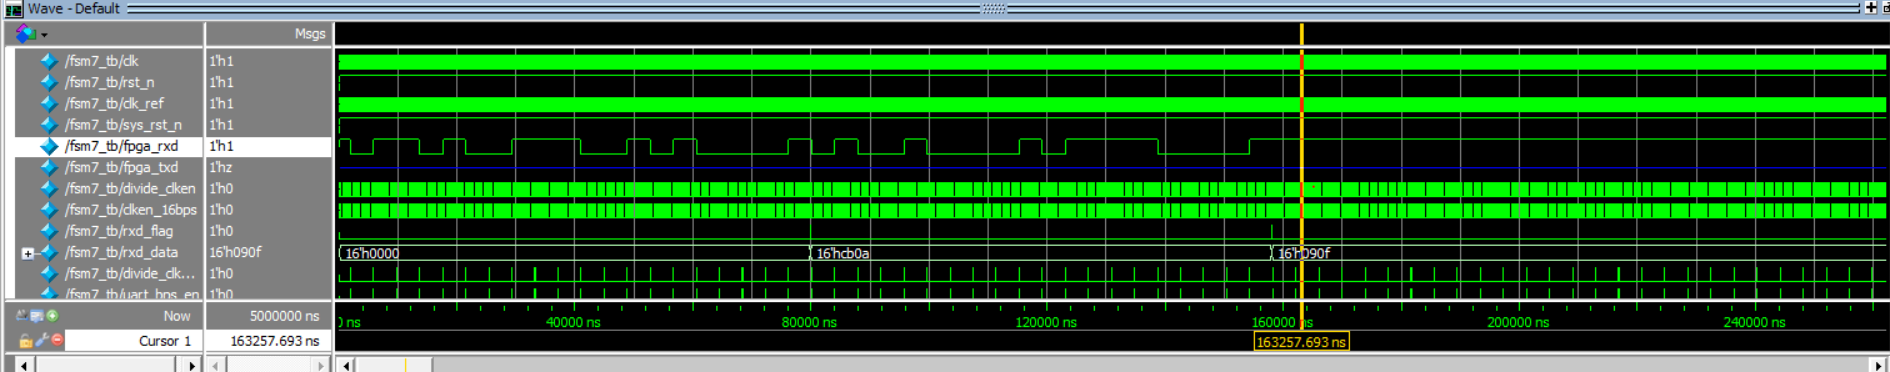 Wave - Default
Msgs
/fsm7_tb/clk 1'h1
/fsm7_tb/rst_n 1'h1
/fsm7_tb/clk_ref 1'h1
/fsm7_tb/sys_rst_n 1'h1
/fsm7_tb/fpga_rxd 1'h1
/fsm7_tb/fpga_txd 1'hz
/fsm7_tb/divide_dken 1'h0
/fsm7_tb/clken_16bps 1'h0
/fsm7_tb/rxd_flag 1'h0
/fsm7_tb/rxd_data 16'h090f 16'h0000 16'hcb0a 16'h090f
/fsm7_tb/divide_clk... 1'h0
/fsm7_tb/uart_bps_en 1'h0
Now 5000000 ns 0 ns 40000 ns 80000 ns 120000 ns 160000 ns 200000 ns 240000 ns
Cursor 1 163257.693 ns 163257.693 ns